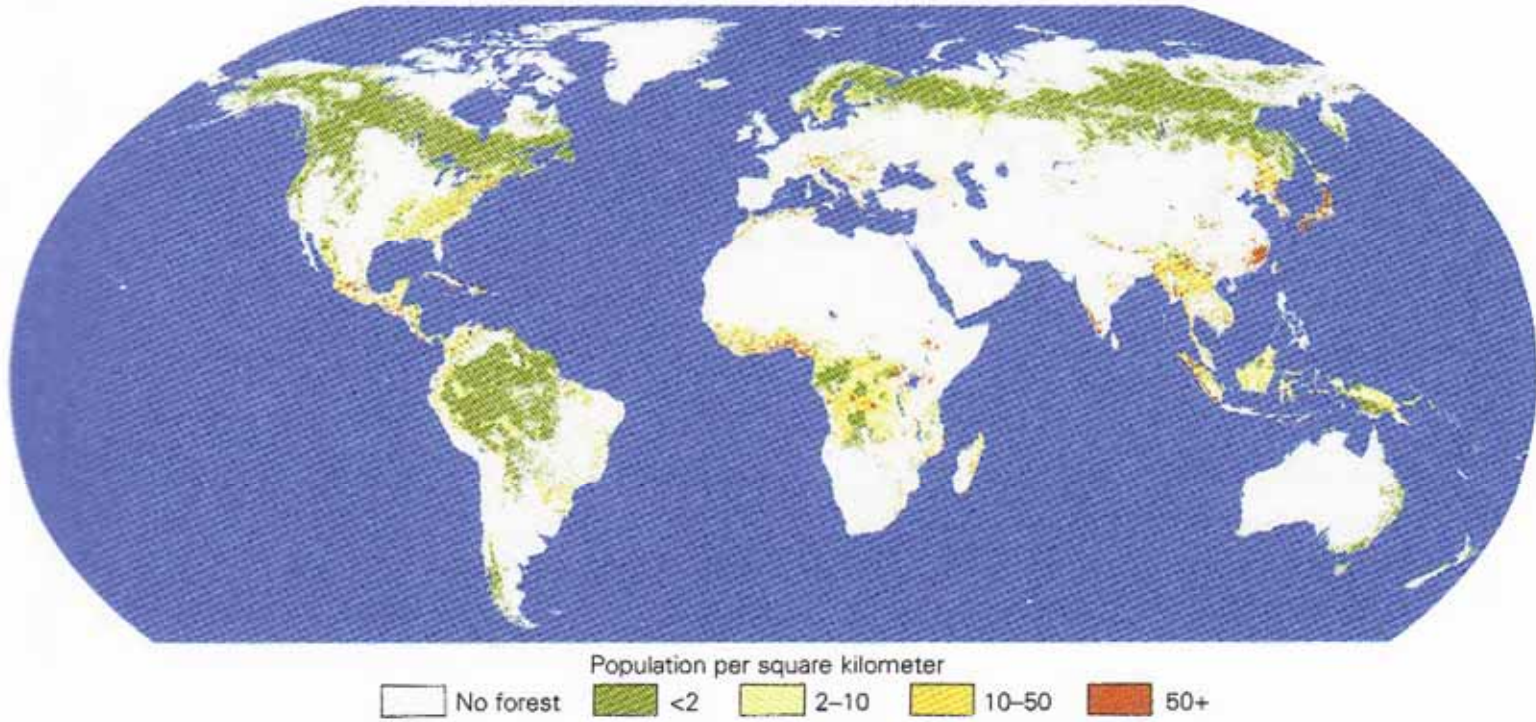 Population per square kilometer
No forest <2 2–10 10–50 50+